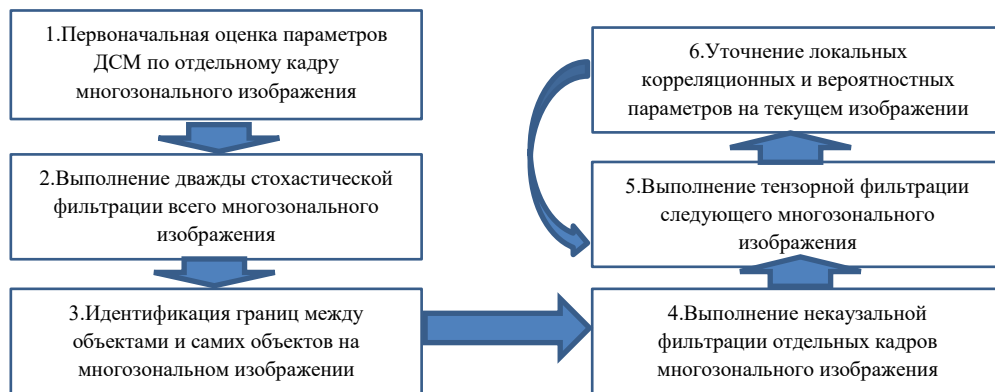 1.Первоначальная оценка параметров
ДСМ по отдельному кадру
многозонального изображения
2.Выполнение дважды стохастической
фильтрации всего многозонального
изображения
3.Идентификация границ между
объектами и самих объектов на
многозональном изображении
4.Выполнение некаузальной
фильтрации отдельных кадров
многозонального изображения
5.Выполнение тензорной фильтрации
следующего многозонального
изображения
6.Уточнение локальных
корреляционных и вероятностных
параметров на текущем изображении